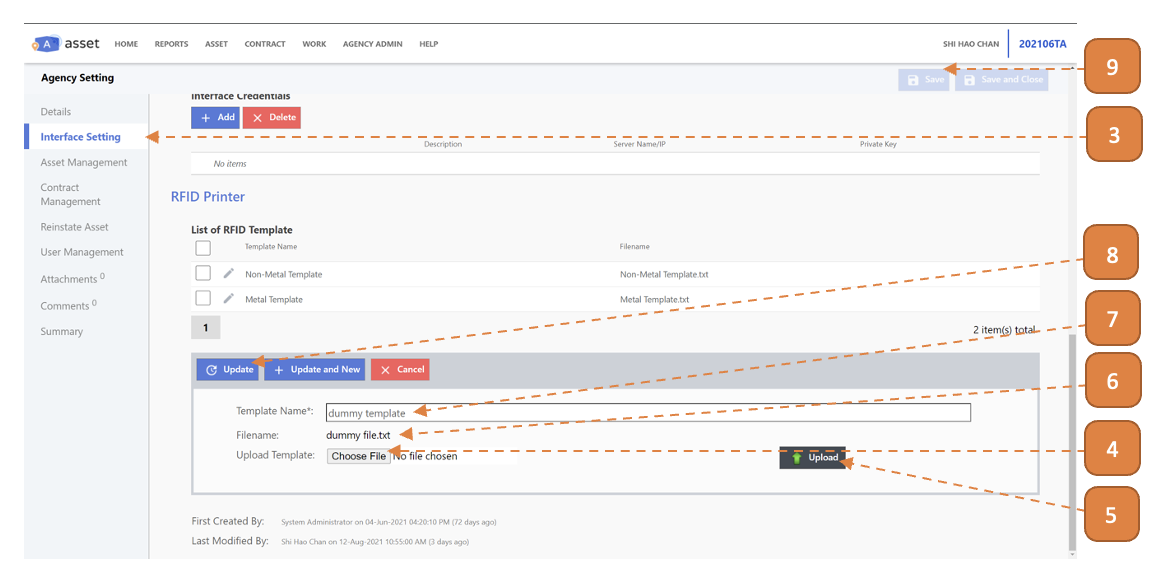 A asset HOME REPORTS ASSET CONTRACT WORK AGENCY ADMIN HELP SHI HAO CHAN 202106TA
9
Agency Setting Save Save and Close
Interface Credentials
Details
Add Delete
3
Interface Setting
Description Server Name/IP Private Key
Asset Management No items
Contract
Management
RFID Printer
Reinstate Asset
List of RFID Template
Template Name Filename
User Management
8
Non-Metal Template Non-Metal Template.txt
Attachments 0
Metal Template Metal Template.txt
Comments 0
7
Summary
1 2 item(s) total
Update Update and New Cancel
6
Template Name*: dummy template
Filename: dummy file.txt
4
Upload Template: Choose File No file chosen Upload
5
First Created By: System Administrator on 04-Jun-2021 04:20:10 PM (72 days ago)
Last Modified By: Shi Hao Chan on 12-Aug-2021 10:55:00 AM (3 days ago)